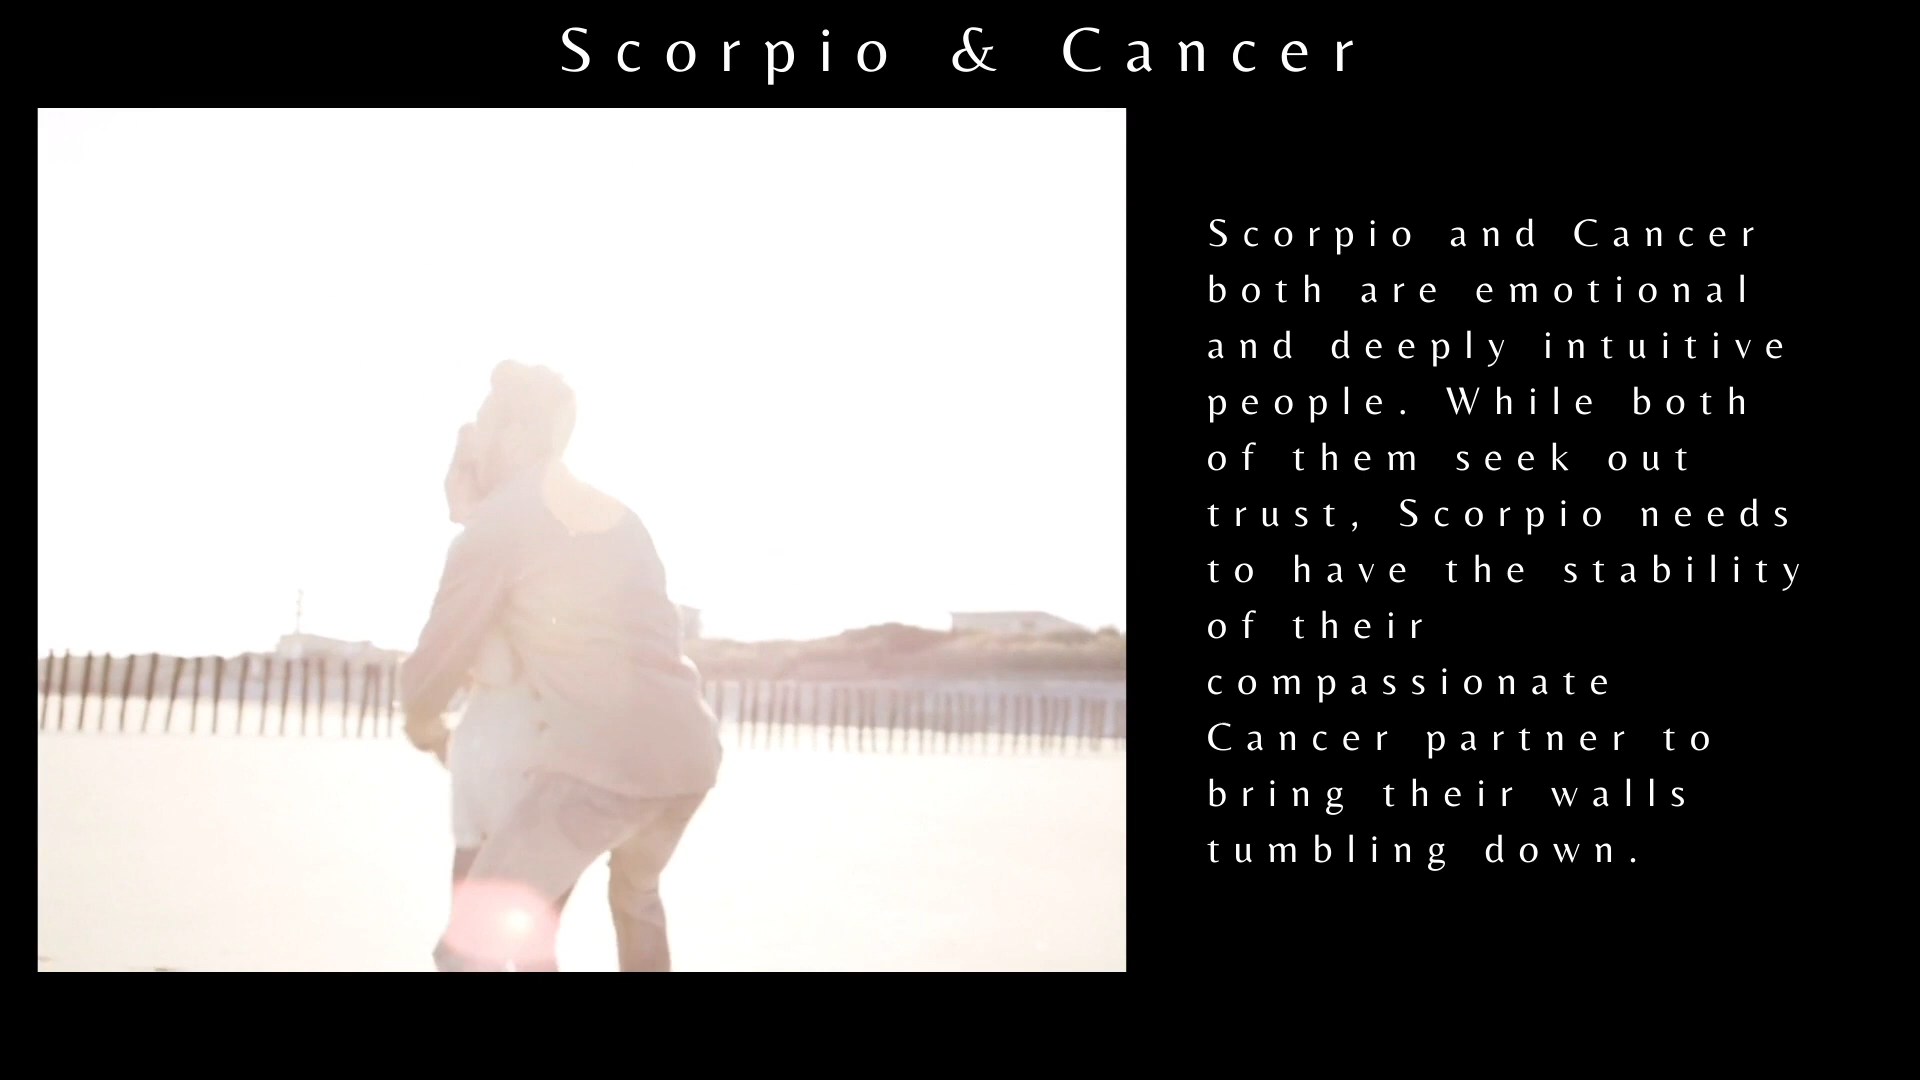 Scorpio & Cancer
Scorpio and Cancer
both are emotional
and deeply intuitive
people. While both
of them seek out
trust, Scorpio needs
to have the stability
of their
compassionate
Cancer partner to
bring their walls
tumbling down.